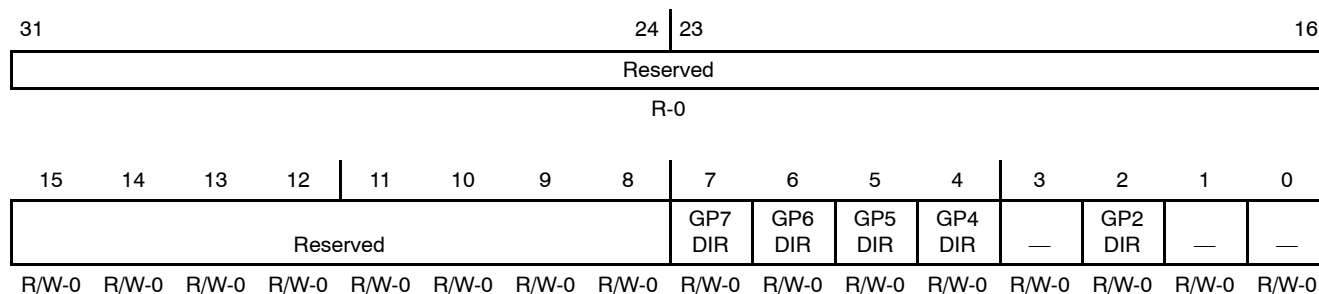 31 24 23 16
Reserved
R-0
15 14 13 12 11 10 9 8 7 6 5 4 3 2 1 0
GP7 GP6 GP5 GP4 GP2
Reserved DIR DIR DIR DIR — DIR — —
R/W-0 R/W-0 R/W-0 R/W-0 R/W-0 R/W-0 R/W-0 R/W-0 R/W-0 R/W-0 R/W-0 R/W-0 R/W-0 R/W-0 R/W-0 R/W-0